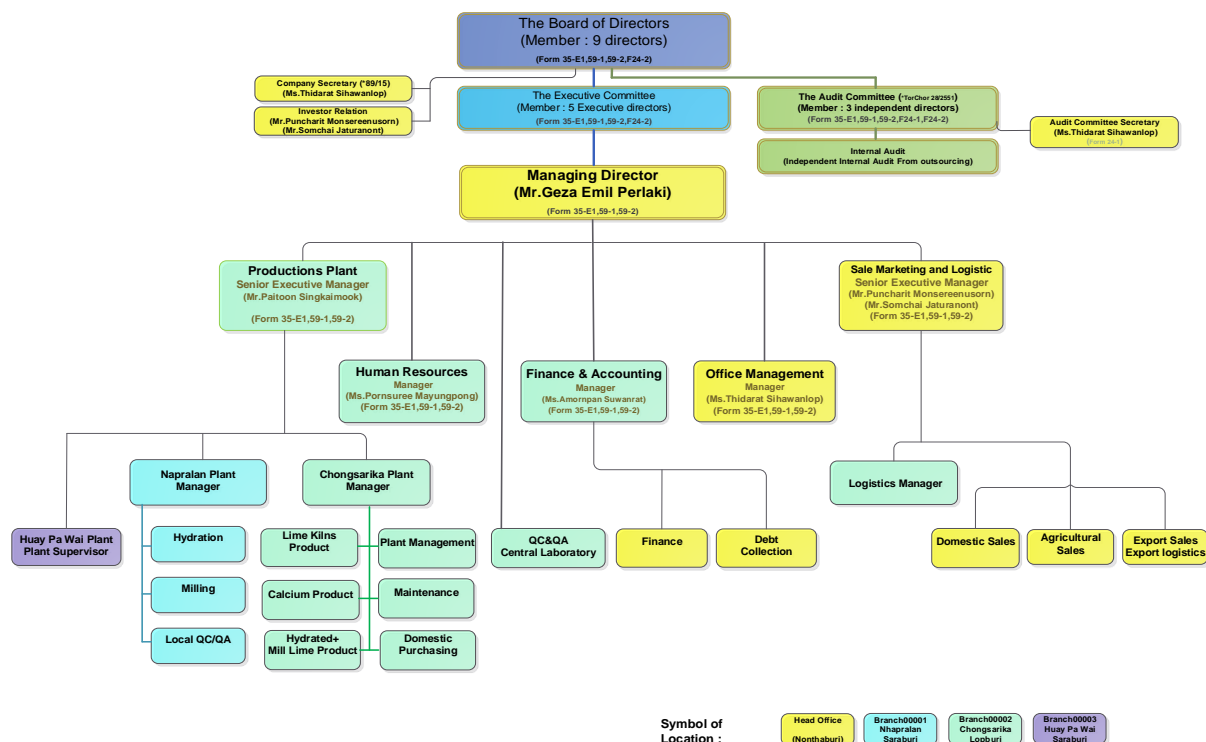 The Board of Directors
(Member : 9 directors)
(Form 35-E1,59-1,59-2,F24-2)
Company Secretary (*89/15)
(Ms.Thidarat Sihawanlop)
Investor Relation
(Mr.Puncharit Monsereenusorn)
(Mr.Somchai Jaturanont)
The Executive Committee
(Member : 5 Executive directors)
(Form 35-E1,59-1,59-2,F24-2)
The Audit Committee (*TorChor 28/2551)
(Member : 3 independent directors)
(Form 35-E1,59-1,59-2,F24-1,F24-2)
Audit Committee Secretary
(Ms.Thidarat Sihawanlop)
(Form 24-1)
Internal Audit
(Independent Internal Audit From outsourcing)
Managing Director
(Mr.Geza Emil Perlaki)
(Form 35-E1,59-1,59-2)
Productions Plant
Senior Executive Manager
(Mr.Paitoon Singkaimook)
(Form 35-E1,59-1,59-2)
Sale Marketing and Logistic
Senior Executive Manager
(Mr.Puncharit Monsereenusorn)
(Mr.Somchai Jaturanont)
(Form 35-E1,59-1,59-2)
Human Resources
Manager
(Ms.Pornsuree Mayungpong)
(Form 35-E1,59-1,59-2)
Finance & Accounting
Manager
(Ms.Amornpan Suwanrat)
(Form 35-E1,59-1,59-2)
Office Management
Manager
(Ms.Thidarat Sihawanlop)
(Form 35-E1,59-1,59-2)
Napralan Plant
Manager
Chongsarika Plant
Manager
Logistics Manager
Huay Pa Wai Plant
Plant Supervisor
Hydration
Lime Kilns
Product
Plant Management
QC&QA
Central Laboratory
Finance
Debt
Collection
Domestic Sales
Agricultural
Sales
Export Sales
Export logistics
Milling
Calcium Product
Maintenance
Local QC/QA
Hydrated+
Mill Lime Product
Domestic
Purchasing
Symbol of
Location :
Head Office
(Nonthaburi)
Branch00001
Nhapralan
Saraburi
Branch00002
Chongsarika
Lopburi
Branch00003
Huay Pa Wai
Saraburi